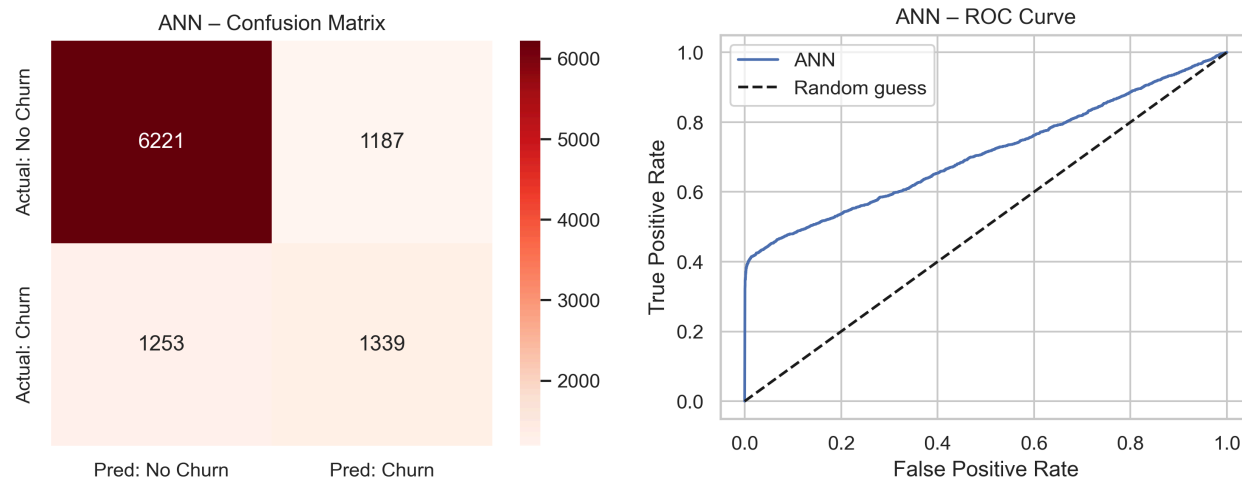 ANN – Confusion Matrix
Actual: No Churn
Actual: Churn
6221
1187
1253
1339
Pred: No Churn
Pred: Churn
6000
5000
4000
3000
2000
ANN – ROC Curve
ANN
Random guess
True Positive Rate
1.0
0.8
0.6
0.4
0.2
0.0
0.0
0.2
0.4
0.6
0.8
1.0
False Positive Rate